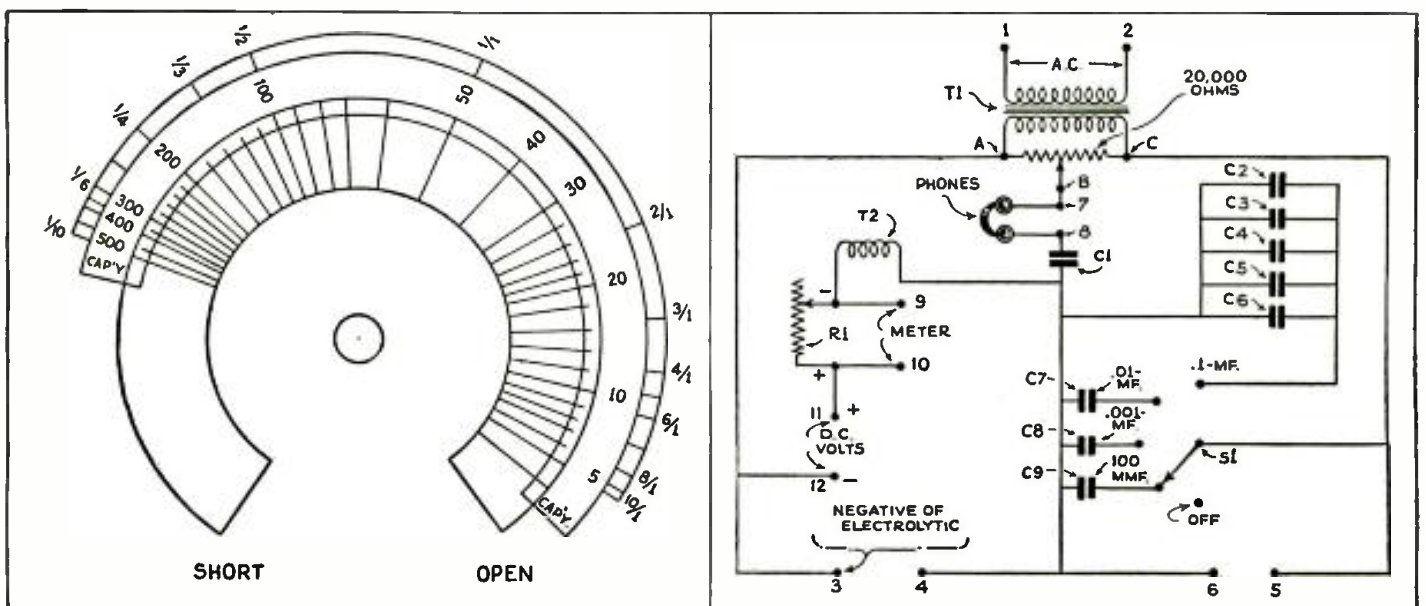 1/10
1/6
1/4
1/3
1/2
1/1
2/1
3/1
4/1
6/1
8/1
10/1
CAP'Y
500
400
300
200
100
50
40
30
20
10
5
CAP'Y.
SHORT
OPEN
1
2
A.C.
T1
20,000
OHMS
A
C
B
PHONES
7
8
C1
T2
C2
C3
C4
C5
C6
-
9
R1
METER
+
10
11
+
D.C.
VOLTS
12
-
C7-
.01-
MF.
.1-MF.
C8-
.001-
MF.
C9-
100
MMF.
S1
OFF
NEGATIVE OF
ELECTROLYTIC
3
4
6
5